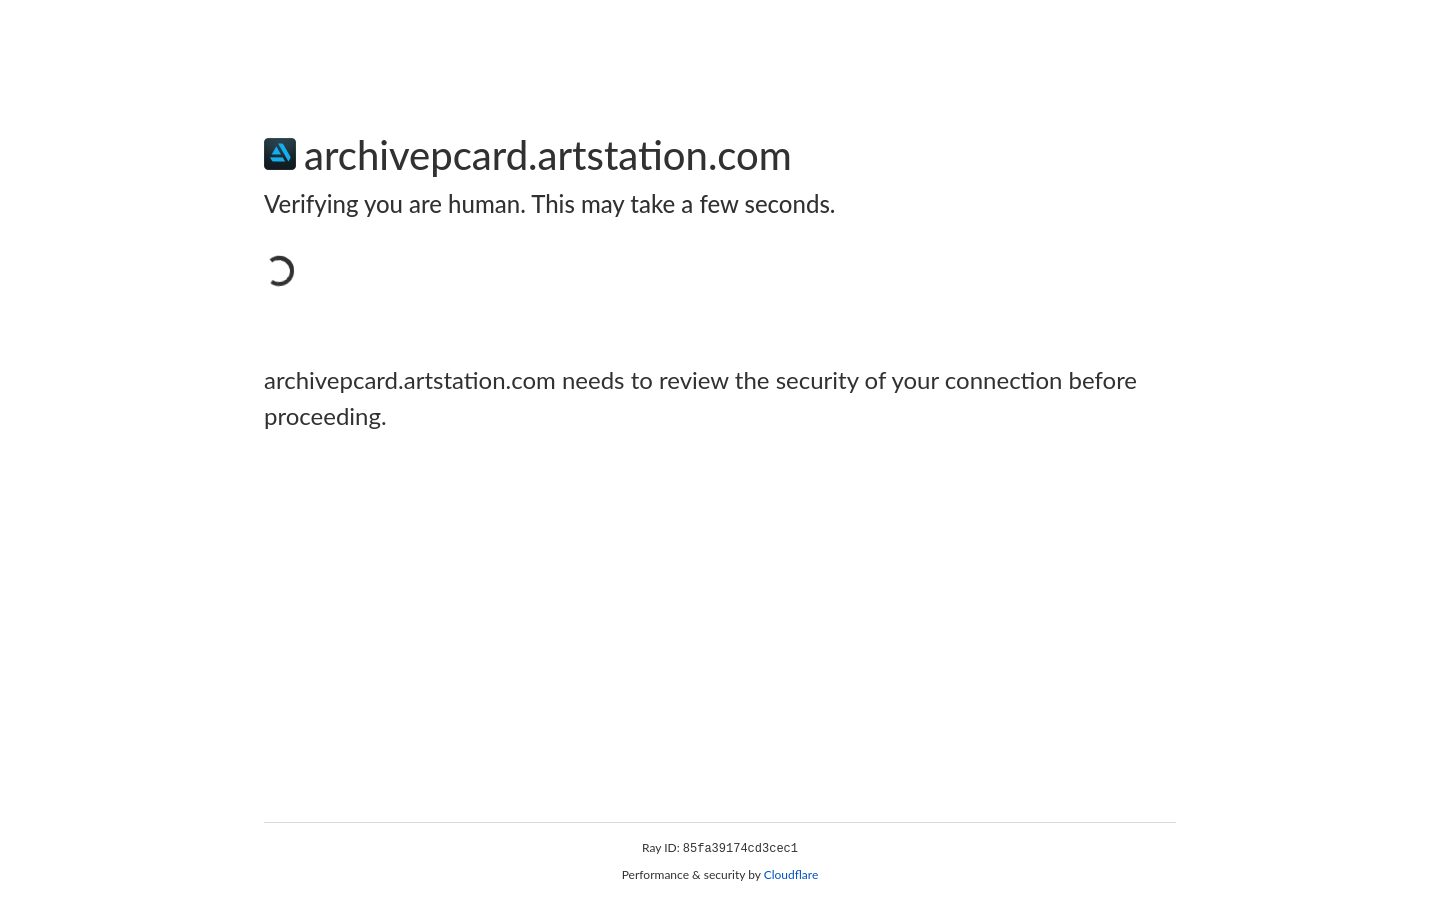 archivepcard.artstation.com
Verifying you are human. This may take a few seconds.
archivepcard.artstation.com needs to review the security of your connection before
proceeding.
Ray ID: 85fa39174cd3cec1
Performance & security by Cloudflare